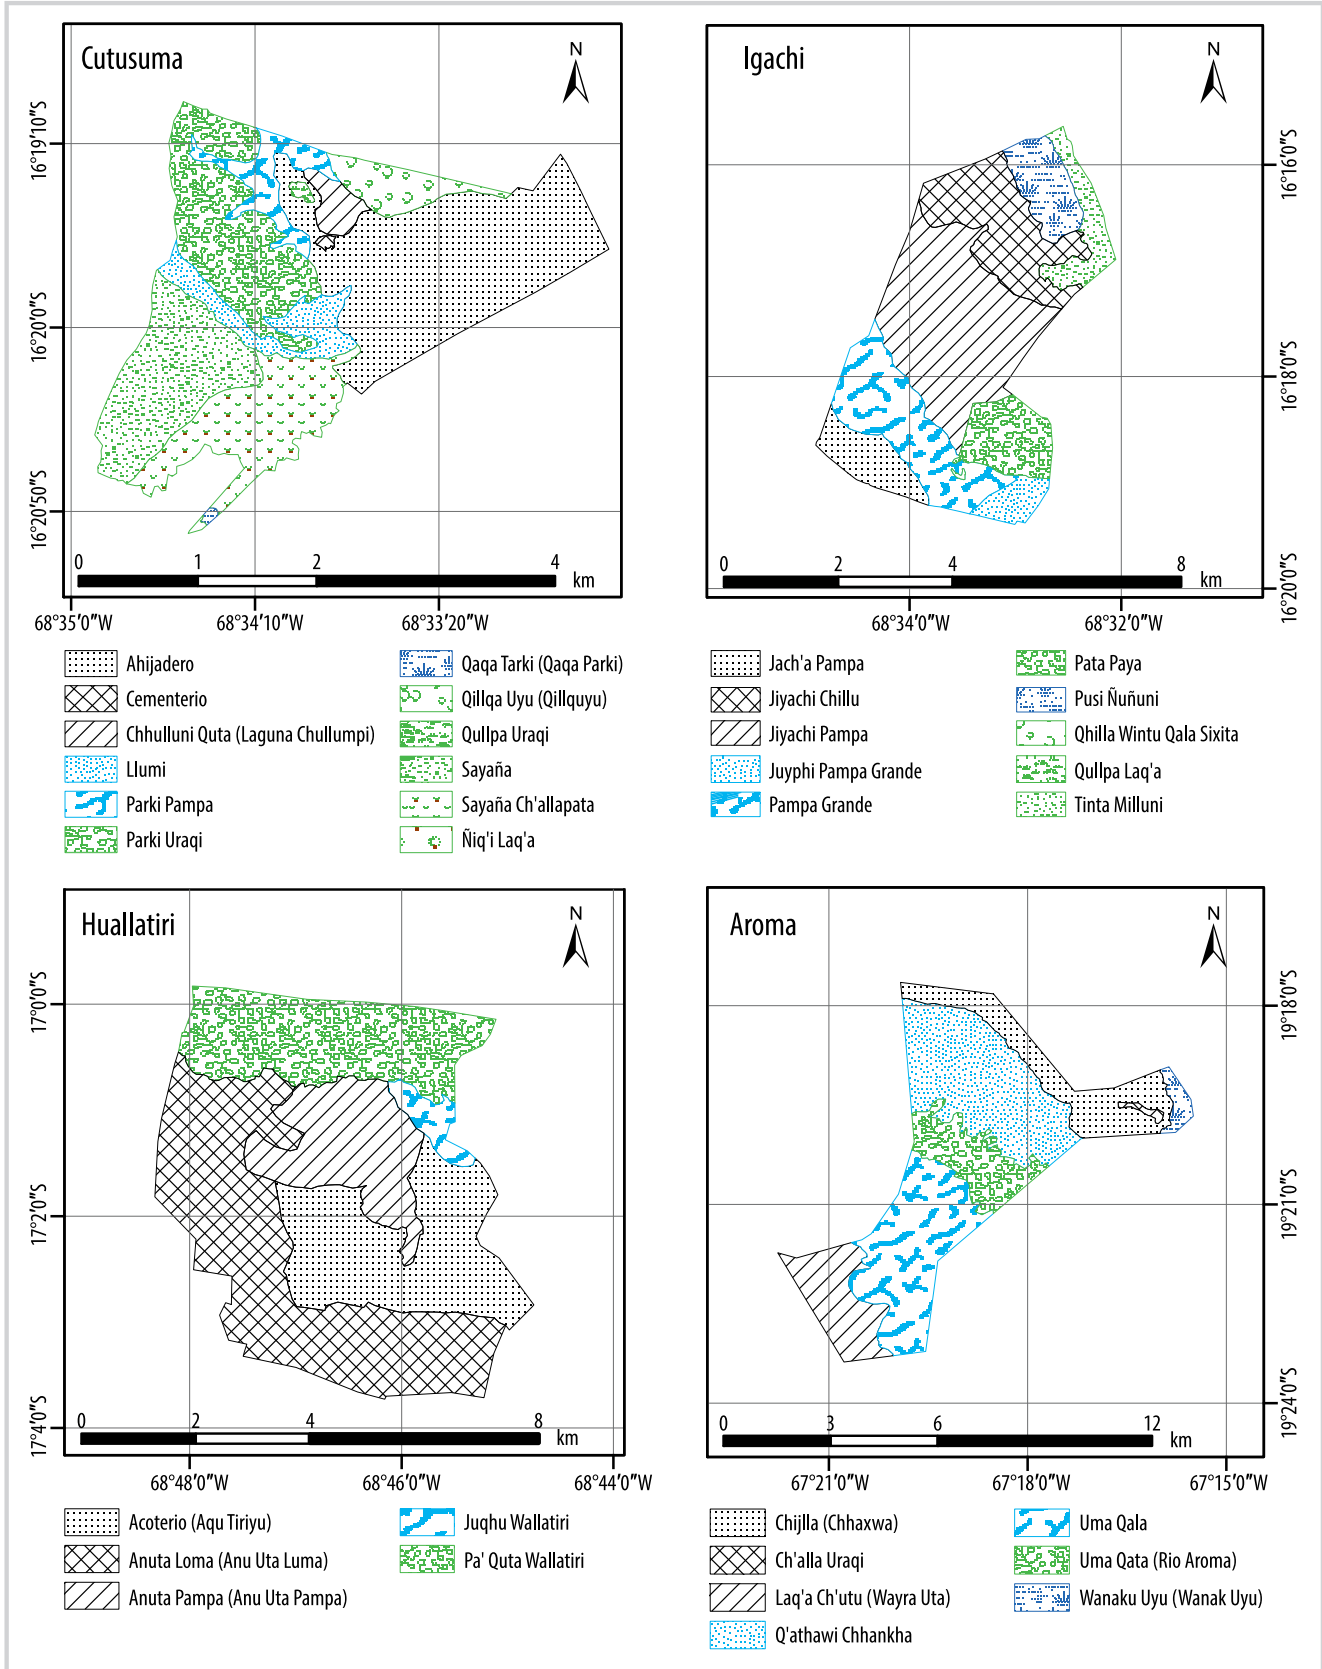 Cutusuma
N
16°19'10"S
16°20'0"S
16°20'50"S
0 1 2 4 km
68°35'0"W 68°34'10"W 68°33'20"W
Ahijadero
Cementerio
Chhulluni Quta (Laguna Chullumpi)
Llumi
Parki Pampa
Parki Uraqi
Qaqa Tarki (Qaqa Parki)
Qillqa Uyu (Qillquyu)
Qullpa Uraqi
Sayaña
Sayaña Ch'allapata
Ñiq'i Laq'a
Igachi
N
16°16'0"S
16°18'0"S
16°20'0"S
0 2 4 8 km
68°34'0"W 68°32'0"W
Jach'a Pampa
Jiyachi Chillu
Jiyachi Pampa
Juyphi Pampa Grande
Pampa Grande
Pata Paya
Pusi Ñuñuni
Qhilla Wintu Qala Sixita
Qullpa Laq'a
Tinta Milluni
Huallatiri
N
17°0'0"S
17°2'0"S
17°4'0"S
0 2 4 8 km
68°48'0"W 68°46'0"W 68°44'0"W
Acoterio (Aqu Tiriyu)
Anuta Loma (Anu Uta Luma)
Anuta Pampa (Anu Uta Pampa)
Juqhu Wallatiri
Pa' Quta Wallatiri
Aroma
N
19°18'0"S
19°21'0"S
19°24'0"S
0 3 6 12 km
67°21'0"W 67°18'0"W 67°15'0"W
Chijlla (Chhaxwa)
Ch'alla Uraqi
Laq'a Ch'utu (Wayra Uta)
Q'athawi Chhankha
Uma Qala
Uma Qata (Rio Aroma)
Wanaku Uyu (Wanak Uyu)